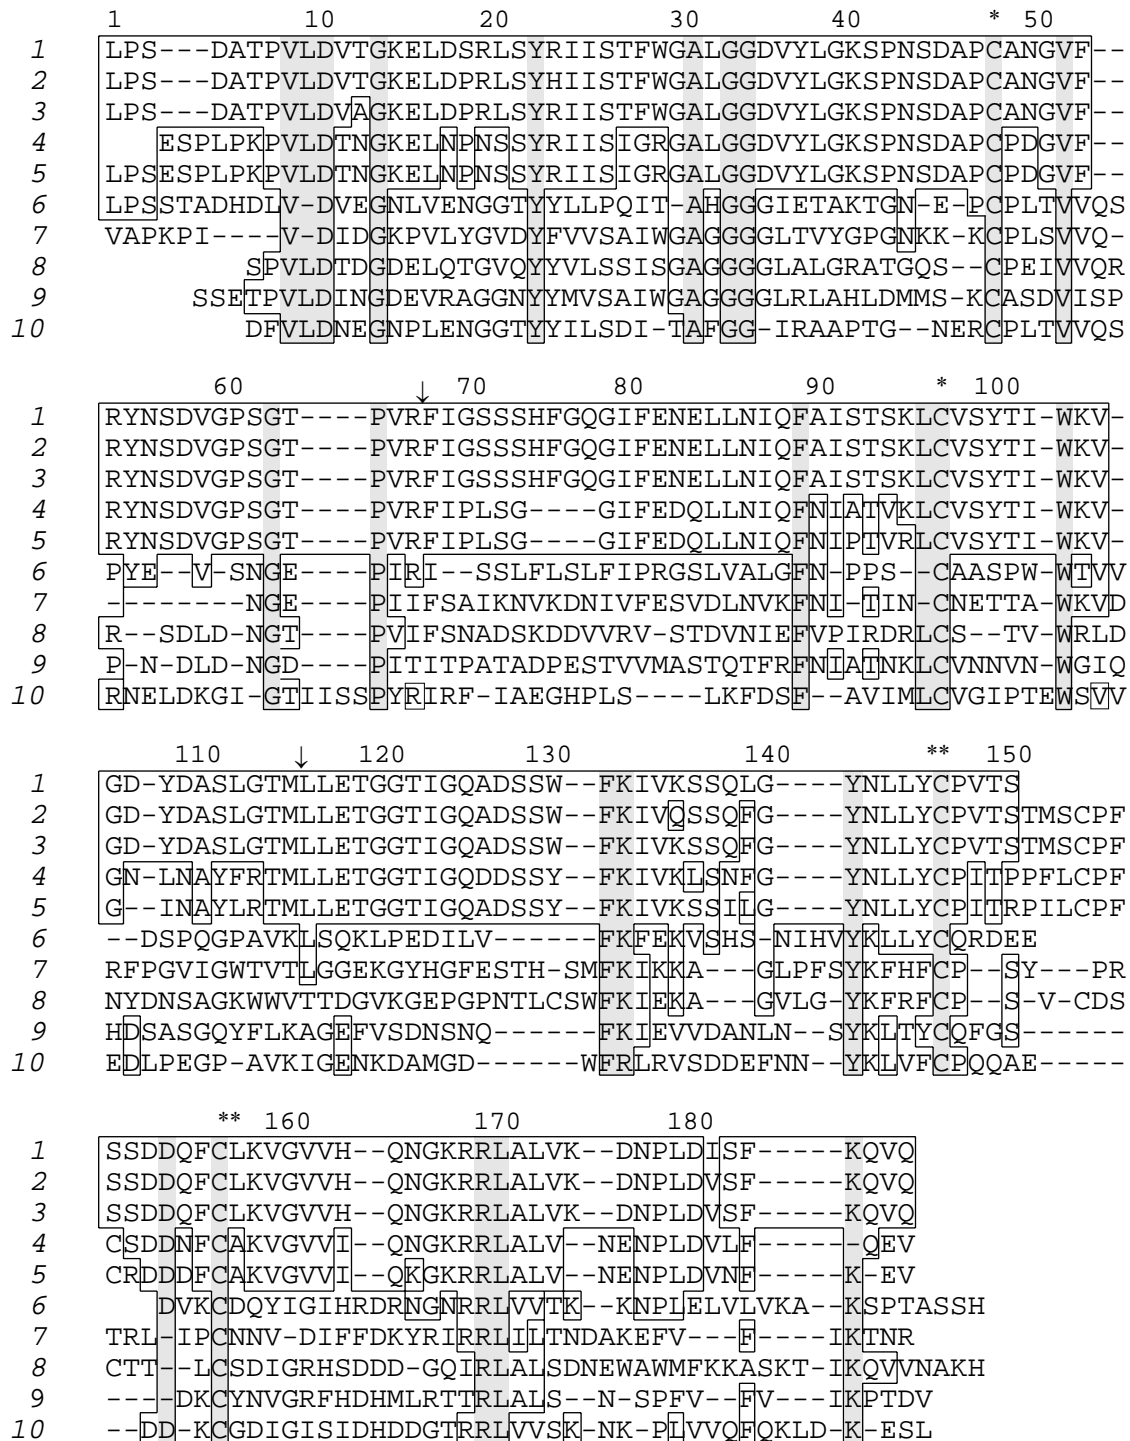 1 10 20 30 40 * 50
1 LPS---DATPVLDVTGKELDSRLSYRIISTFWGALGGDVYLGKSPNSDAPCANGVF--
2 LPS---DATPVLDVTGKELDPRLSYHIISTFWGALGGDVYLGKSPNSDAPCANGVF--
3 LPS---DATPVLDVAGKELDPRLSYRIISTFWGALGGDVYLGKSPNSDAPCANGVF--
4 ESPLPKPVLDTNGKELNPNSSYRIISIGRGALGGDVYLGKSPNSDAPCPDGVF--
5 LPSESPLPKPVLDTNGKELNPNSSYRIISIGRGALGGDVYLGKSPNSDAPCPDGVF--
6 LPSSTADHDLV-DVEGNLVENGGTYYLLPQIT-AHGGGIETAKTGN-E-PCPLTVVQS
7 VAPKPI----V-DIDGKPVLYGVDYFVVSAIWGAGGGGLTVYGPGNKK-KCPLSVVQ-
8 SPVLDTDGDELQTGVQYYVLSSISGAGGGGLALGRATGQS--CPEIVVQR
9 SSETPVLDINGDEVRAGGNYYMVSAIWGAGGGGLRLAHLDMMS-KCASDVISP
10 DFVLDNEGNPLENGGTYYILSDI-TAFGG-IRAAPTG--NERCPLTVVQS
60 ↓ 70 80 90 * 100
1 RYNSDVGPSGT----PVRFIGSSSHFGQGIFENELLNIQFAISTSKLCVSYTI-WKV-
2 RYNSDVGPSGT----PVRFIGSSSHFGQGIFENELLNIQFAISTSKLCVSYTI-WKV-
3 RYNSDVGPSGT----PVRFIGSSSHFGQGIFENELLNIQFAISTSKLCVSYTI-WKV-
4 RYNSDVGPSGT----PVRFIPLSG----GIFEDQLLNIQFNIATVKLCVSYTI-WKV-
5 RYNSDVGPSGT----PVRFIPLSG----GIFEDQLLNIQFNIPTVRLCVSYTI-WKV-
6 PYE--V-SNGE----PIRI--SSLFLSLFIPRGSLVALGFN-PPS--CAASPW-WTVV
7 --------NGE----PIIFSAIKNVKDNIVFESVDLNVKFNI-TIN-CNETTA-WKVD
8 R--SDLD-NGT----PVIFSNADSKDDVVRV-STDVNIEFVPIRDRLCS--TV-WRLD
9 P-N-DLD-NGD----PITITPATADPESTVVMASTQTFRFNIATNKLCVNNVN-WGIQ
10 RNELDKGI-GTIISSPYRIRF-IAEGHPLS----LKFDSF--AVIMLCVGIPTEWSVV
110 ↓ 120 130 140 ** 150
1 GD-YDASLGTMLLETGGTIGQADSSW--FKIVKSSQLG----YNLLYCPVTS
2 GD-YDASLGTMLLETGGTIGQADSSW--FKIVQSSQFG----YNLLYCPVTSTMSCPF
3 GD-YDASLGTMLLETGGTIGQADSSW--FKIVKSSQFG----YNLLYCPVTSTMSCPF
4 GN-LNAYFRTMLLETGGTIGQDDSSY--FKIVKLSNFG----YNLLYCPITPPFLCPF
5 G--INAYLRTMLLETGGTIGQADSSY--FKIVKSSILG----YNLLYCPITRPILCPF
6 --DSPQGPAVKLSQKLPEDILV------FKFEKVSHS-NIHVYKLLYCQRDEE
7 RFPGVIGWTVTLGGEKGYHGFESTH-SMFKIKKA---GLPFSYKFHFCP--SY---PR
8 NYDNSAGKWWVTTDGVKGEPGPNTLCSWFKIEKA---GVLG-YKFRFCP--S-V-CDS
9 HDSASGQYFLKAGEFVSDNSNQ------FKIEVVDANLN--SYKLTYCQFGS------
10 EDLPEGP-AVKIGENKDAMGD------WFRLRVSDDEFNN--YKLVFCPQQAE-----
** 160 170 180
1 SSDDQFCLKVGVVH--QNGKRRLALVK--DNPLDISF-----KQVQ
2 SSDDQFCLKVGVVH--QNGKRRLALVK--DNPLDVSF-----KQVQ
3 SSDDQFCLKVGVVH--QNGKRRLALVK--DNPLDVSF-----KQVQ
4 CSDDNFCAKVGVVI--QNGKRRLALV--NENPLDVLF------QEV
5 CRDDDFCAKVGVVI--QKGKRRLALV--NENPLDVNF-----K-EV
6 DVKCDQYIGIHRDRNGNRRLVVTK--KNPLELVLVKA--KSPTASSH
7 TRL-IPCNNV-DIFFDKYRIRRLILTNDAKEFV---F---IKTNR
8 CTT--LCSDIGRHSDDD-GQIRLALSDNEWAWMFKKASKT-IKQVVNAKH
9 ----DKCYNVGRFHDHMLRTTRLALS--N-SPFV--FV---IKPTDV
10 --DD-KCGDIGISIDHDDGTRRLVVSK-NK-PLVVQFQKLD-K-ESL